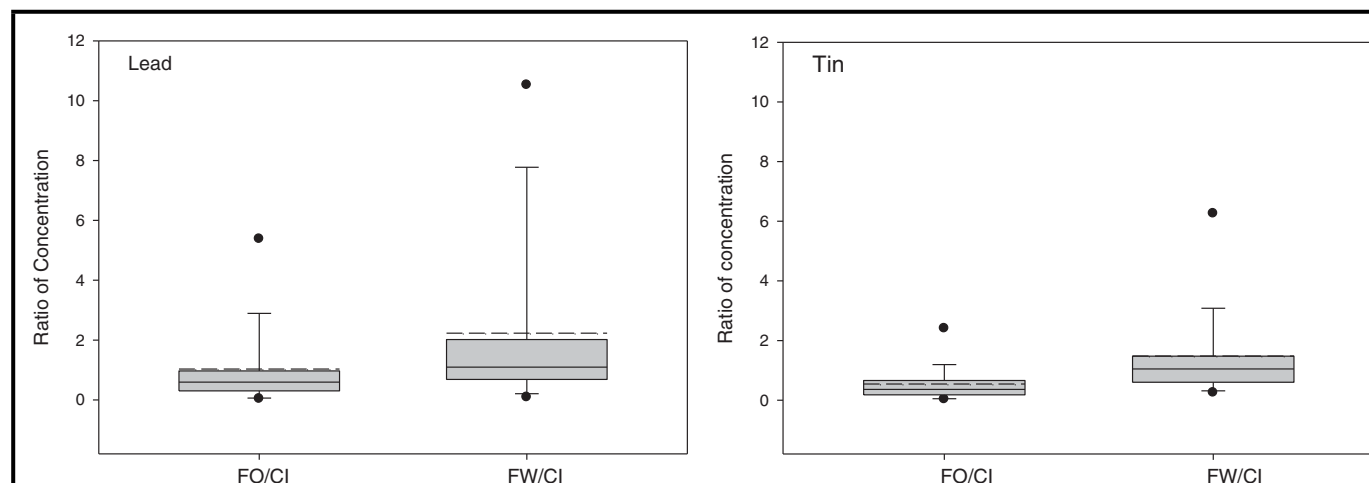 Lead
Ratio of Concentration
12
10
8
6
4
2
0
FO/CI
FW/CI
Tin
Ratio of concentration
12
10
8
6
4
2
0
FO/CI
FW/CI